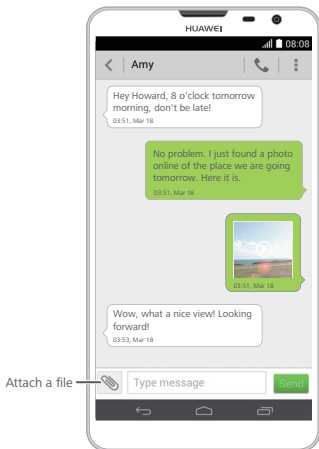 HUAWEI
08:08
Amy
Hey Howard, 8 o'clock tomorrow
morning, don't be late!
03:51, Mar 18
No problem. I just found a photo
online of the place we are going
tomorrow. Here it is.
03:51, Mar 18
03:51, Mar 18
Wow, what a nice view! Looking
forward!
03:53, Mar 18
Attach a file
Type message
Send